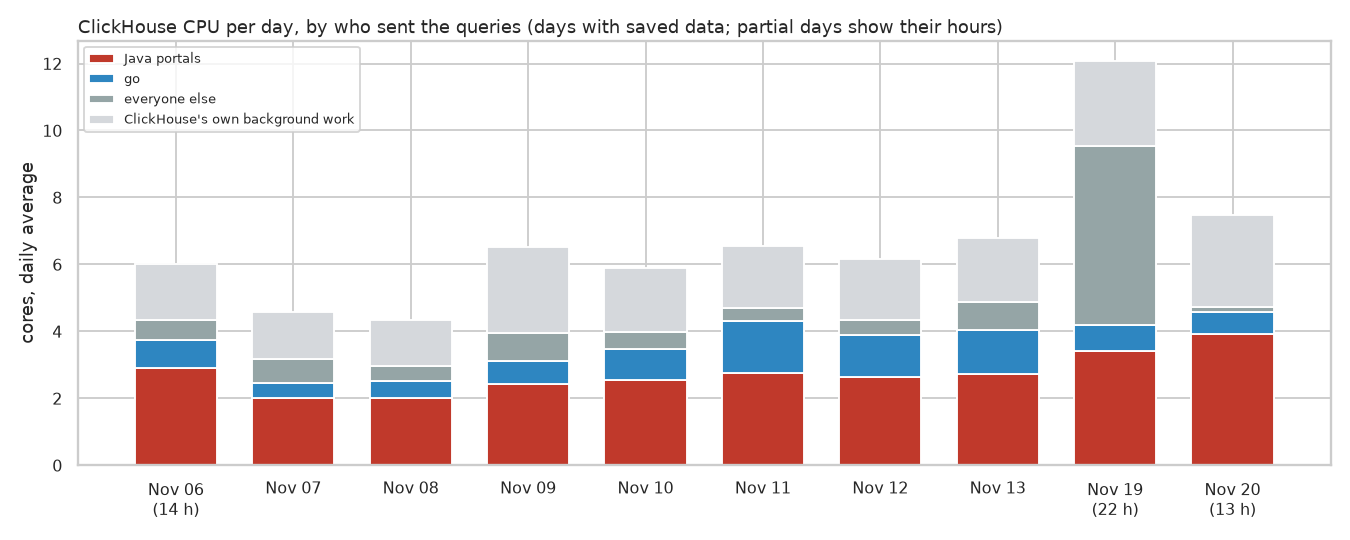 ClickHouse CPU per day, by who sent the queries (days with saved data; partial days show their hours)
Java portals
go
everyone else
ClickHouse's own background work
cores, daily average
12
10
8
6
4
2
0
Nov 06
(14 h)
Nov 07
Nov 08
Nov 09
Nov 10
Nov 11
Nov 12
Nov 13
Nov 19
(22 h)
Nov 20
(13 h)